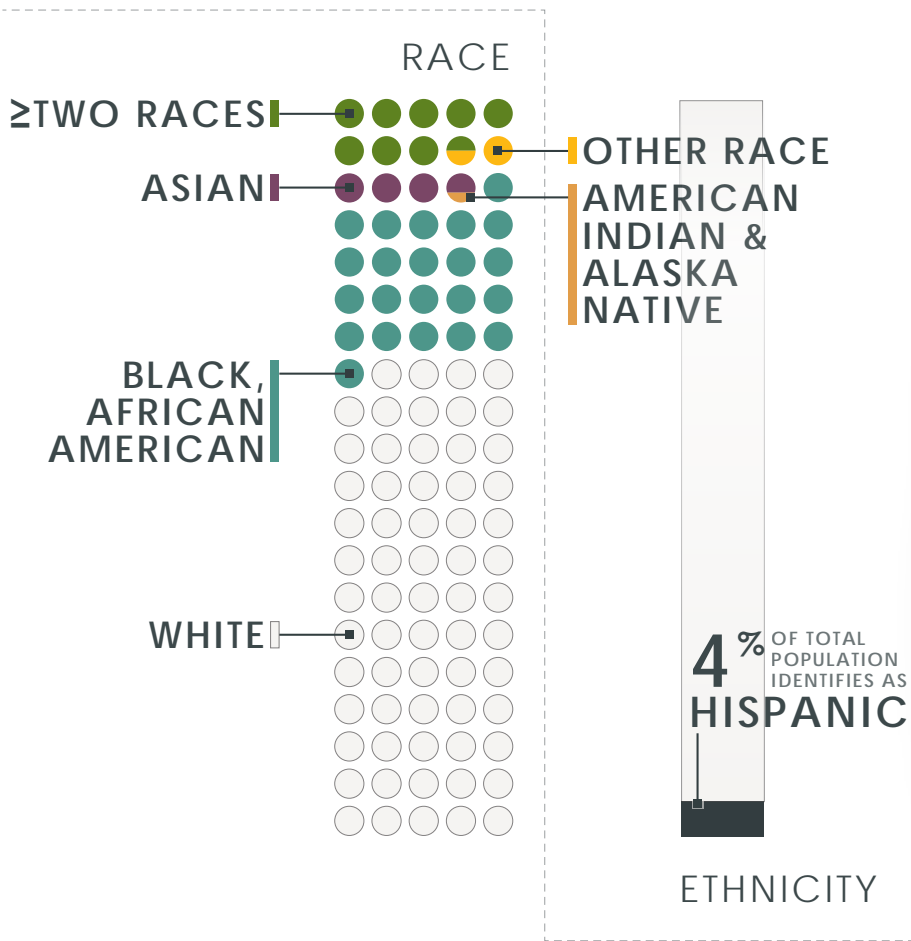 RACE
≥TWO RACES
OTHER RACE
ASIAN
AMERICAN
INDIAN &
ALASKA
NATIVE
BLACK,
AFRICAN
AMERICAN
WHITE
4% OF TOTAL
POPULATION
IDENTIFIES AS
HISPANIC
ETHNICITY